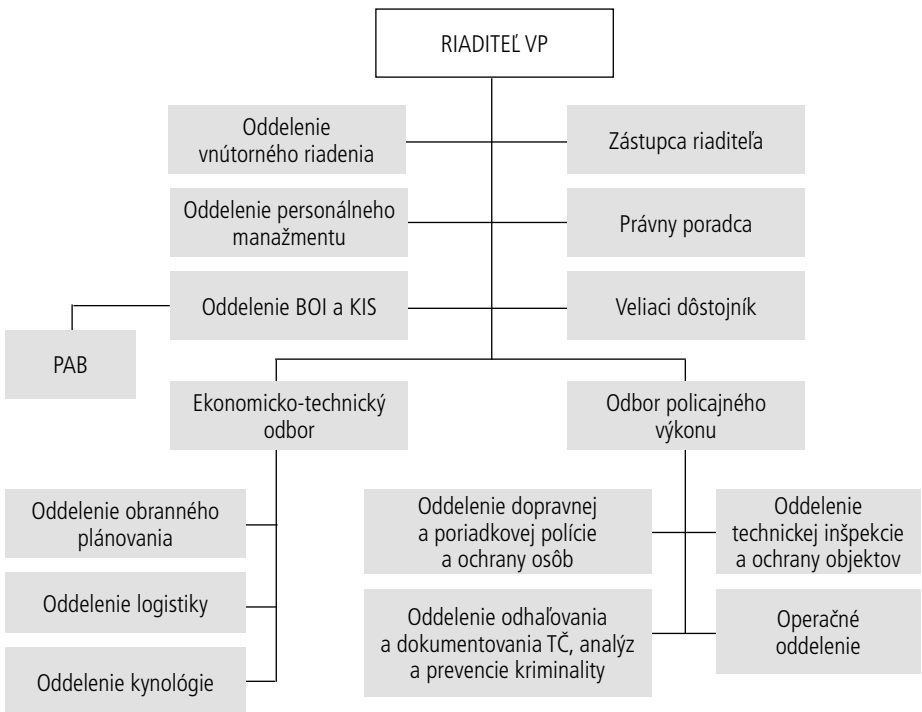 RIADITEĽ VP
Oddelenie
vnútorného riadenia
Zástupca riaditeľa
Oddelenie personálneho
manažmentu
Právny poradca
Oddelenie BOI a KIS
Veliaci dôstojník
PAB
Ekonomicko-technický
odbor
Odbor policajného
výkonu
Oddelenie obranného
plánovania
Oddelenie dopravnej
a poriadkovej polície
a ochrany osôb
Oddelenie
technickej inšpekcie
a ochrany objektov
Oddelenie logistiky
Oddelenie odhaľovania
a dokumentovania TČ, analýz
a prevencie kriminality
Operačné
oddelenie
Oddelenie kynológie